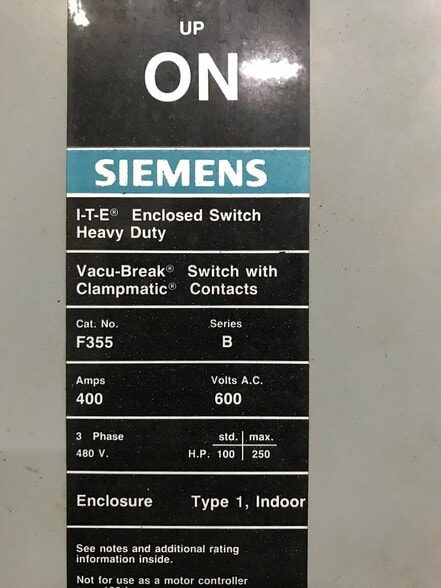 UP
ON
SIEMENS
I-T-E® Enclosed Switch
Heavy Duty
Vacu-Break® Switch with
Clampmatic® Contacts
Cat. No. Series
F355 B
Amps Volts A.C.
400 600
3 Phase std. max.
480 V. H.P. 100 250
Enclosure Type 1, Indoor
See notes and additional rating
information inside.
Not for use as a motor controller